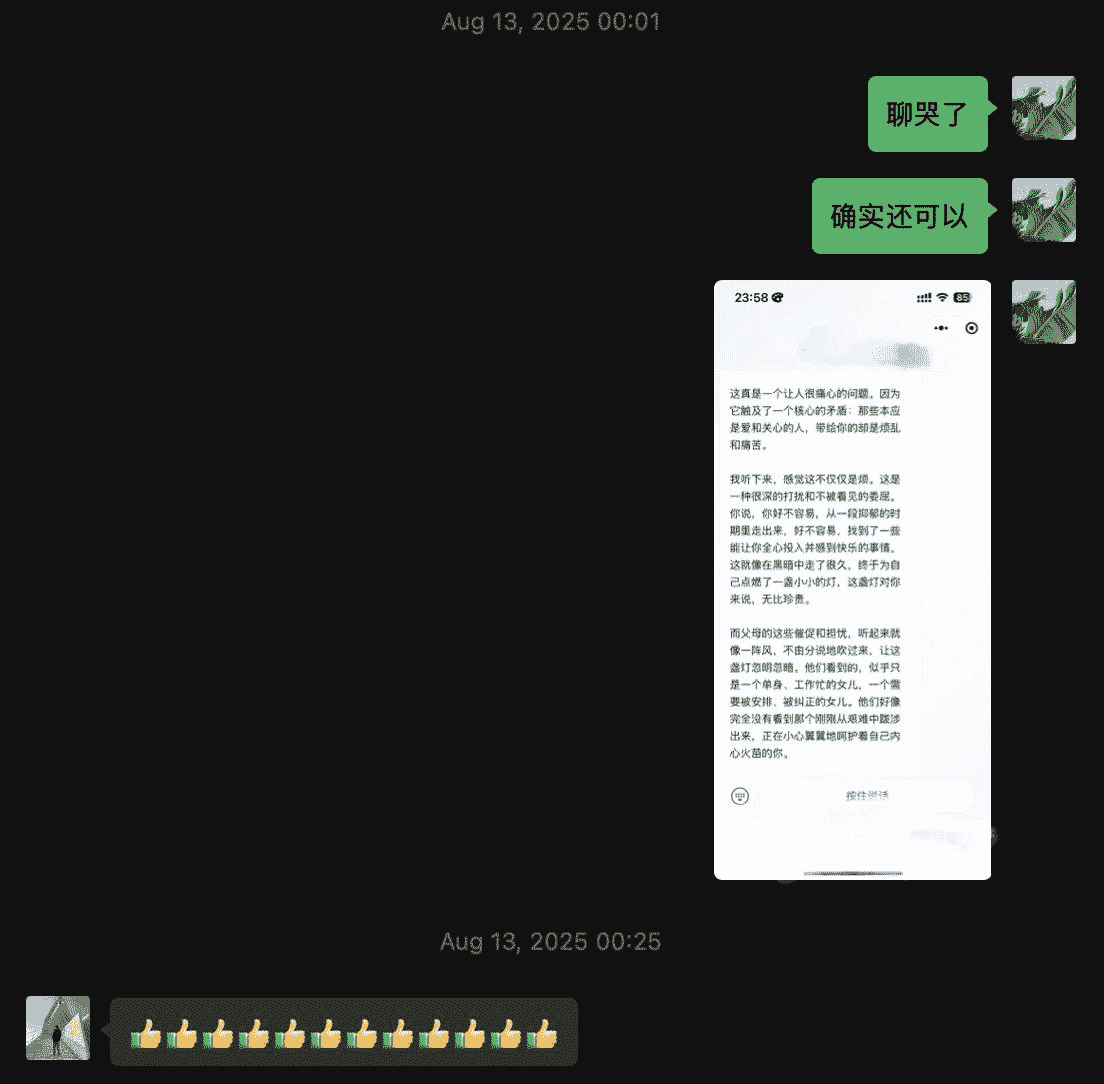 Aug 13, 2025 00:01
聊哭了
确实还可以
23:58
85
这真是一个让人很痛心的问题。因为
它触及了一个核心的矛盾：那些本应
是爱和关心的人，带给你的却是烦乱
和痛苦。
我听下来，感觉这不仅仅是烦。这是
一种很深的打扰和不被看见的委屈。
你说，你好不容易，从一段抑郁的时
期里走出来，好不容易，找到了一些
能让你全心投入并感到快乐的事情。
这就像在黑暗中走了很久，终于为自
己点燃了一盏小小的灯，这盏灯对你
来说，无比珍贵。
而父母的这些催促和担忧，听起来就
像一阵风，不由分说地吹过来，让这
盏灯忽明忽暗。他们看到的，似乎只
是一个单身、工作忙的女儿，一个需
要被安排、被纠正的女儿。他们好像
完全没有看到那个刚刚从艰难中跋涉
出来，正在小心翼翼地呵护着自己内
心火苗的你。
按住说话
Aug 13, 2025 00:25